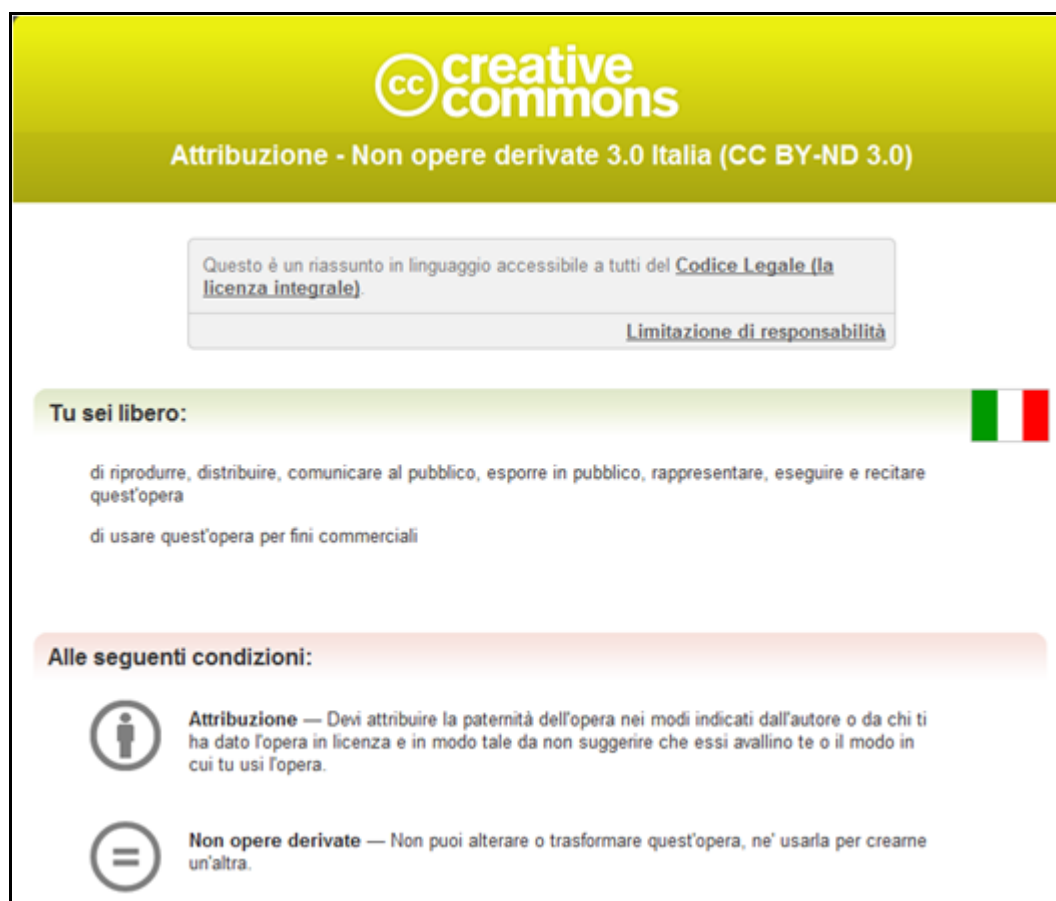 cc creative
commons
Attribuzione - Non opere derivate 3.0 Italia (CC BY-ND 3.0)
Questo è un riassunto in linguaggio accessibile a tutti del Codice Legale (la
licenza integrale).
Limitazione di responsabilità
Tu sei libero:
di riprodurre, distribuire, comunicare al pubblico, esporre in pubblico, rappresentare, eseguire e recitare
quest'opera
di usare quest'opera per fini commerciali
Alle seguenti condizioni:
Attribuzione — Devi attribuire la paternità dell'opera nei modi indicati dall'autore o da chi ti
ha dato l'opera in licenza e in modo tale da non suggerire che essi avallino te o il modo in
cui tu usi l'opera.
Non opere derivate — Non puoi alterare o trasformare quest'opera, ne' usarla per crearne
un'altra.